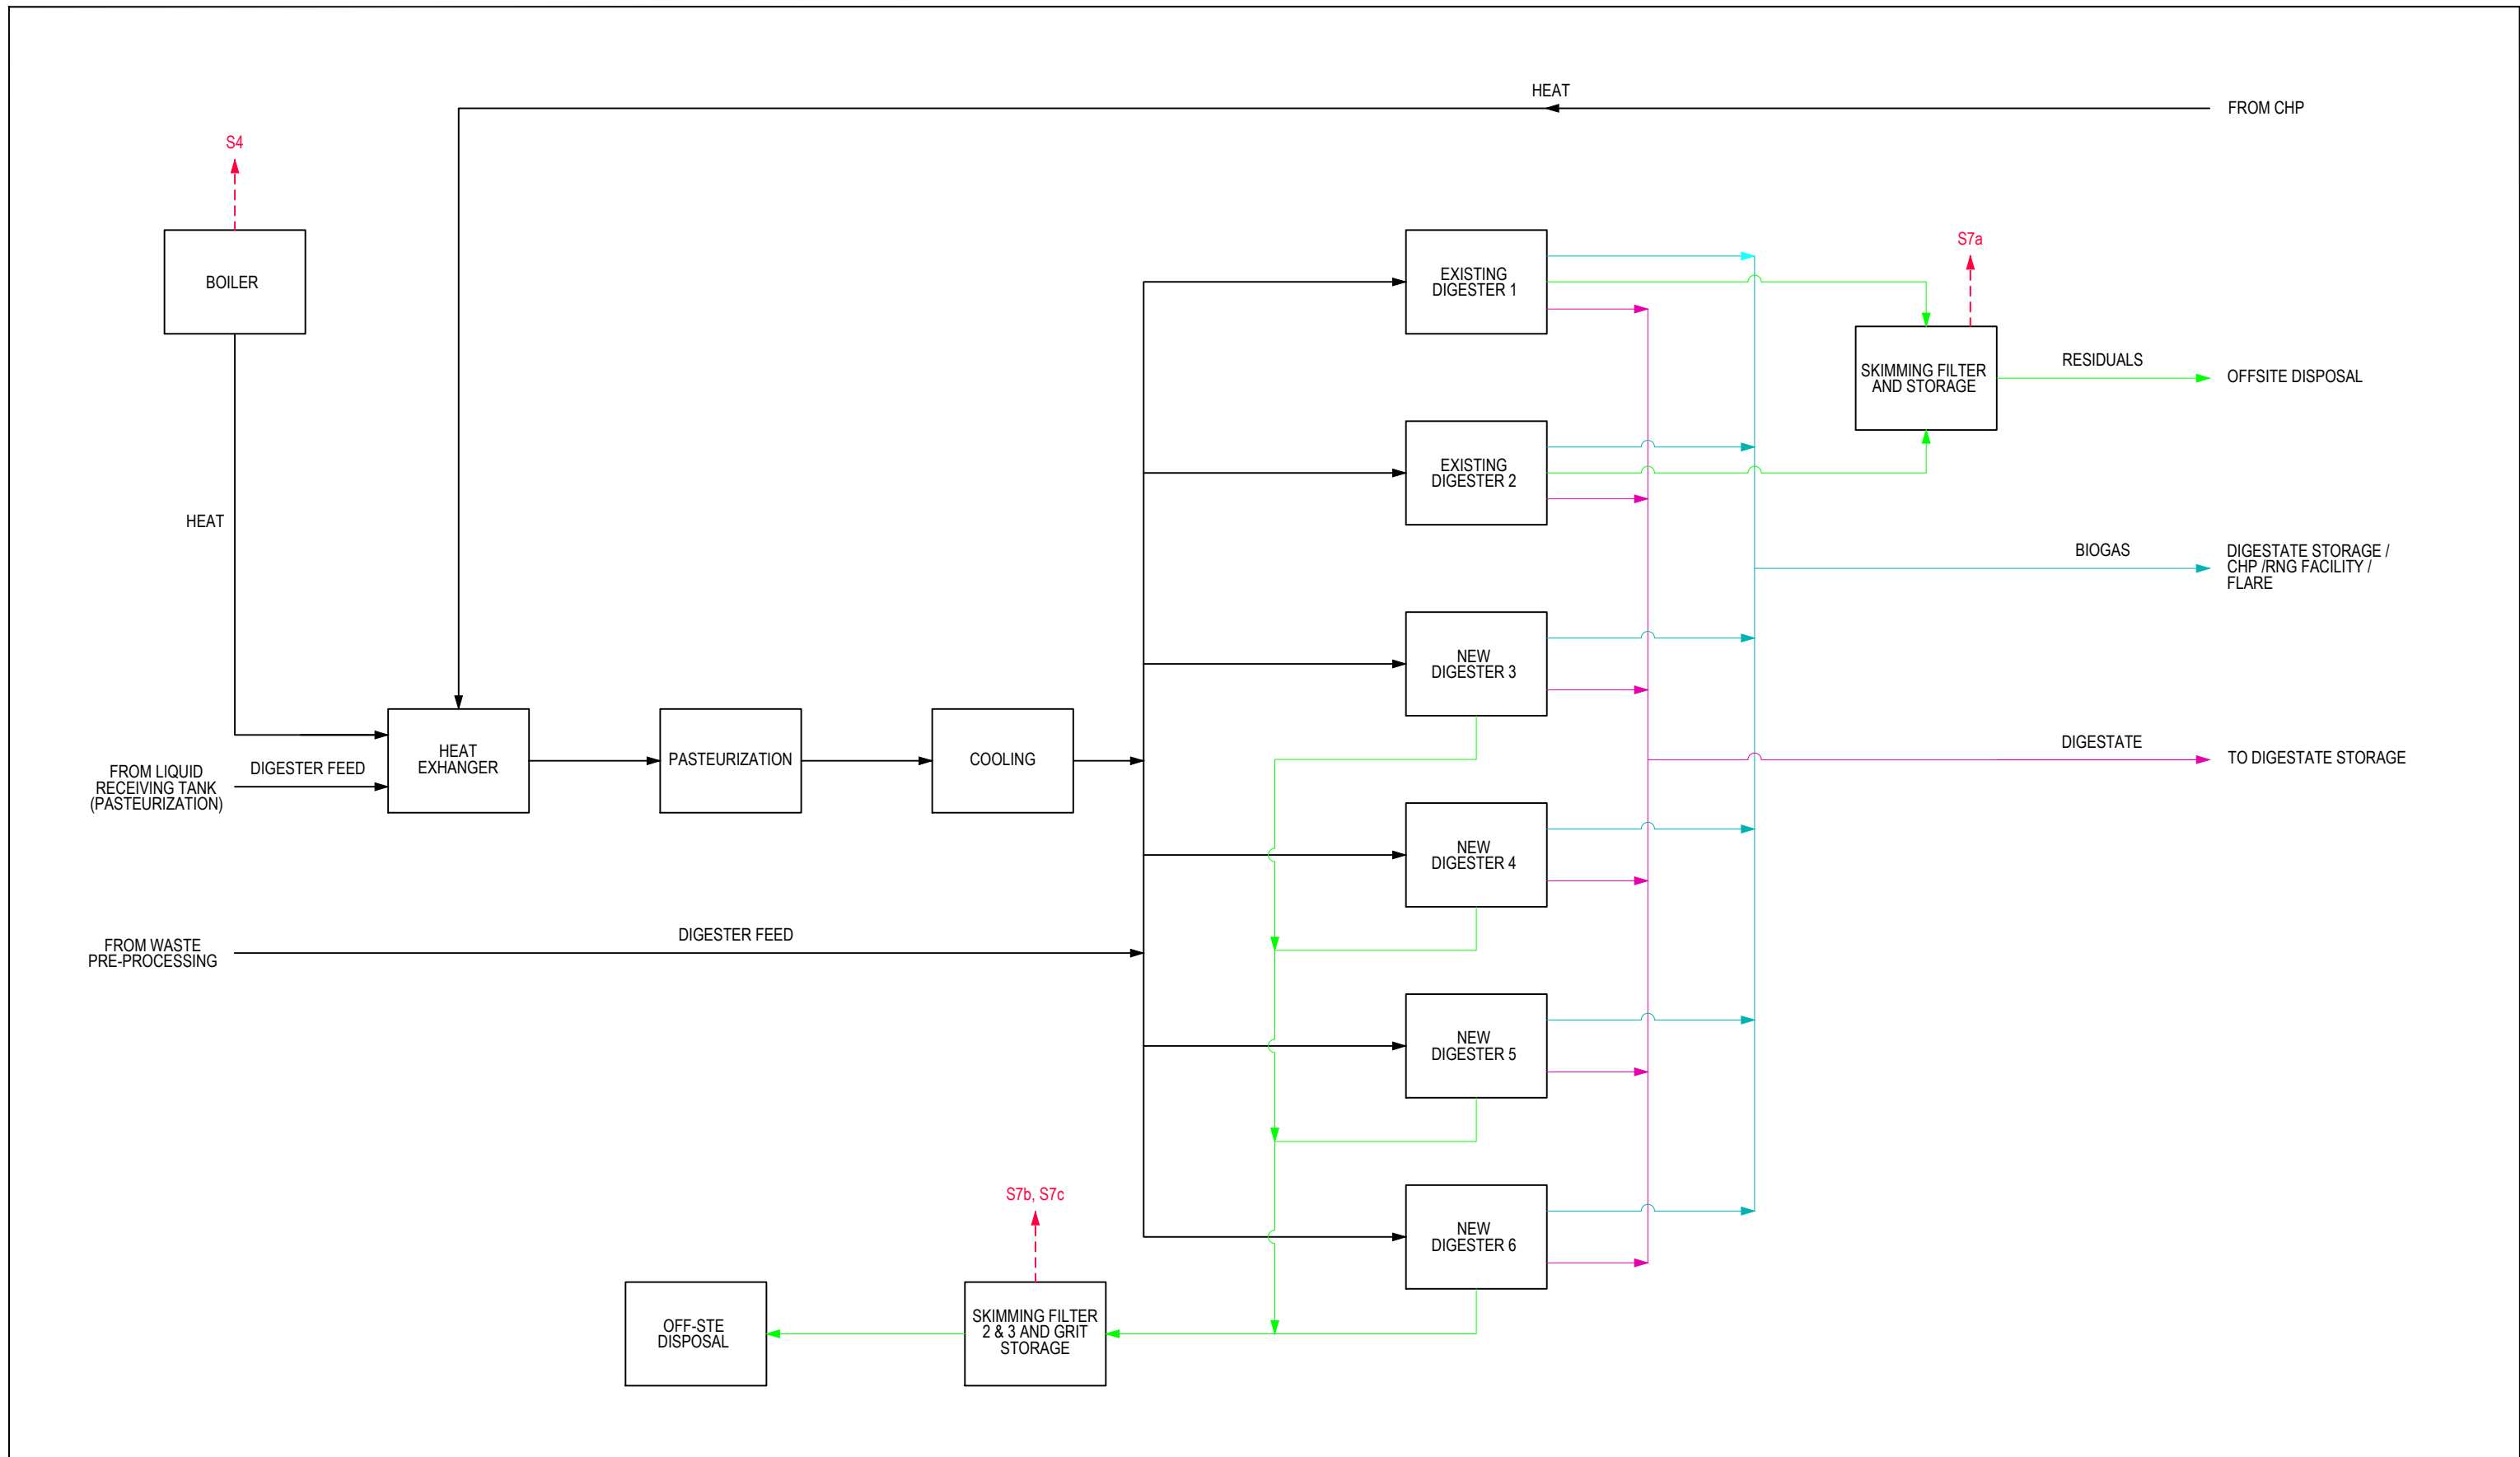 HEAT
FROM CHP
S4
BOILER
EXISTING
DIGESTER 1
S7a
SKIMMING FILTER
AND STORAGE
RESIDUALS
OFFSITE DISPOSAL
EXISTING
DIGESTER 2
HEAT
BIOGAS
DIGESTATE STORAGE /
CHP /RNG FACILITY /
FLARE
NEW
DIGESTER 3
HEAT
EXHANGER
PASTEURIZATION
COOLING
DIGESTATE
TO DIGESTATE STORAGE
FROM LIQUID
RECEIVING TANK
(PASTEURIZATION)
DIGESTER FEED
NEW
DIGESTER 4
FROM WASTE
PRE-PROCESSING
DIGESTER FEED
NEW
DIGESTER 5
S7b, S7c
NEW
DIGESTER 6
OFF-STE
DISPOSAL
SKIMMING FILTER
2 & 3 AND GRIT
STORAGE